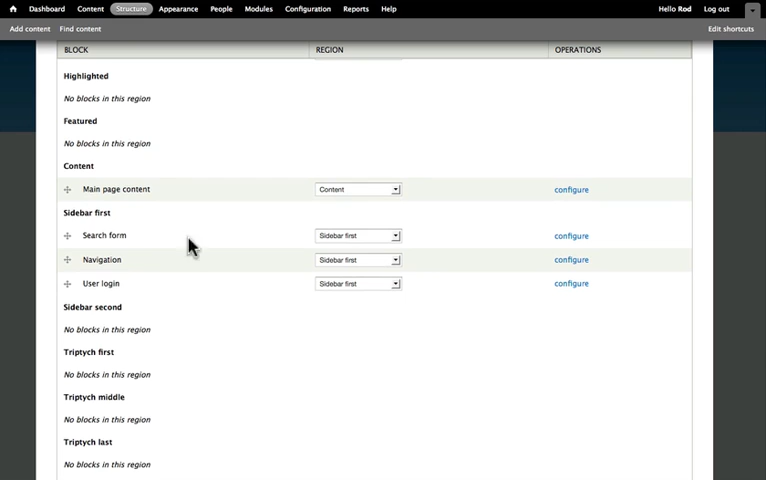 Dashboard Content Structure Appearance People Modules Configuration Reports Help Hello Rod Log out
Add content Find content Edit shortcuts
BLOCK REGION OPERATIONS
Highlighted
No blocks in this region
Featured
No blocks in this region
Content
Main page content Content configure
Sidebar first
Search form Sidebar first configure
Navigation Sidebar first configure
User login Sidebar first configure
Sidebar second
No blocks in this region
Triptych first
No blocks in this region
Triptych middle
No blocks in this region
Triptych last
No blocks in this region